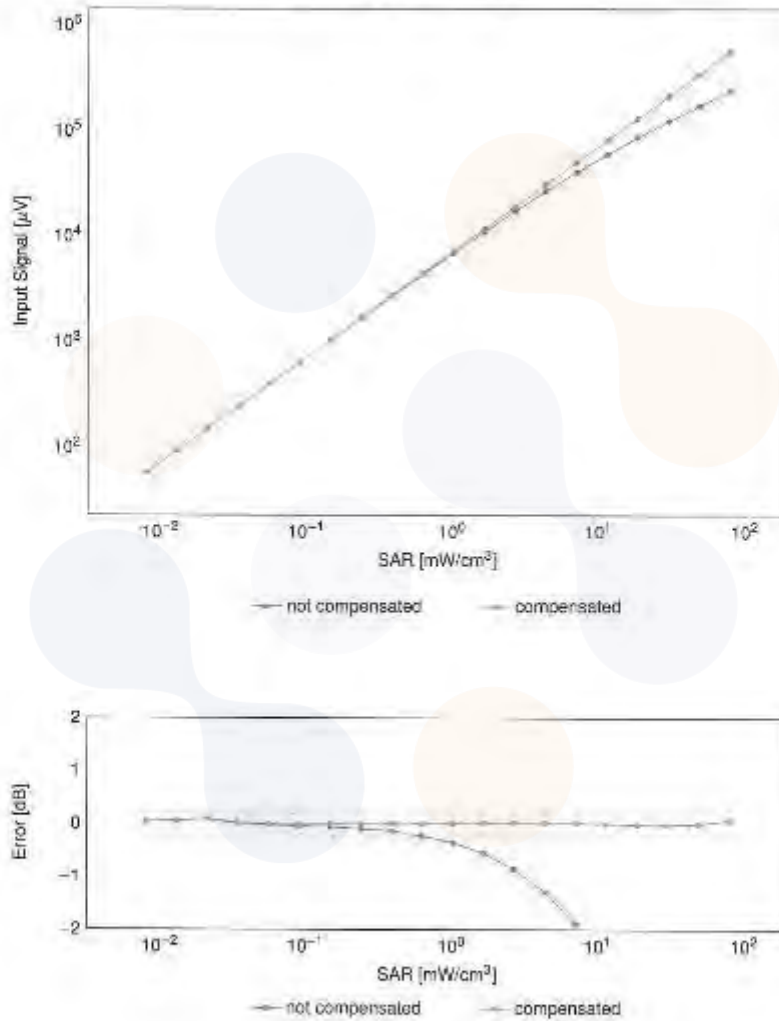 10⁶
10⁵
10⁴
10³
10²
Input Signal [µV]
10⁻² 10⁻¹ 10⁰ 10¹ 10²
SAR [mW/cm³]
not compensated compensated
2
1
0
-1
-2
Error [dB]
10⁻² 10⁻¹ 10⁰ 10¹ 10²
SAR [mW/cm³]
not compensated compensated